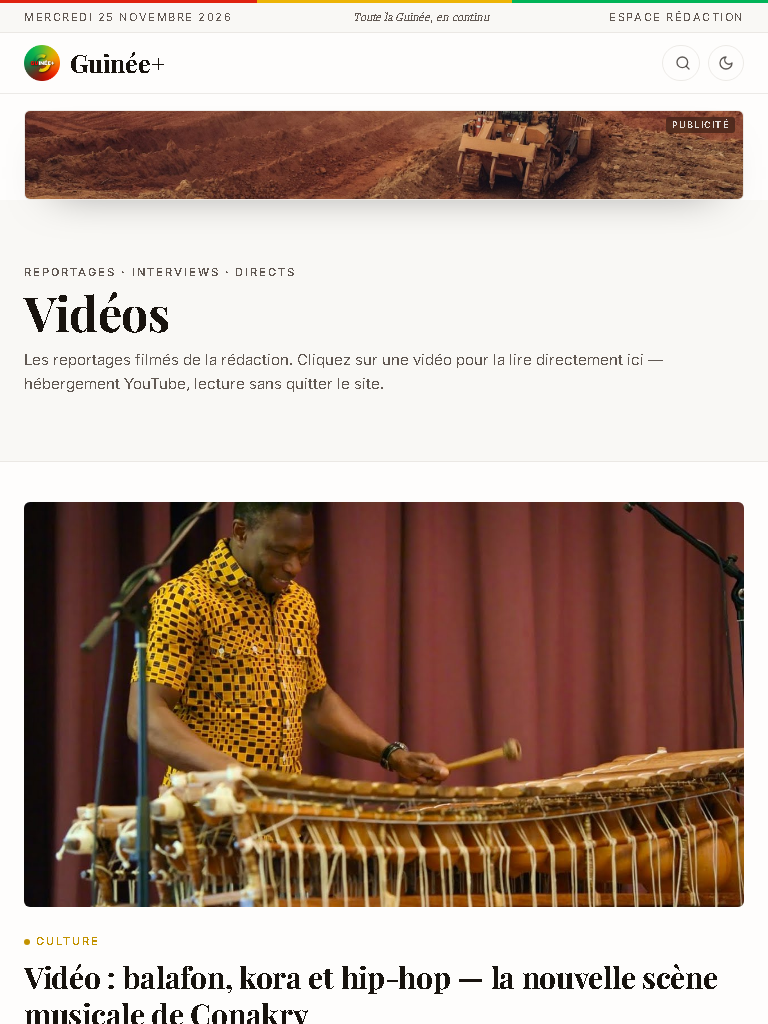 MERCREDI 25 NOVEMBRE 2026
Toute la Guinée, en continu
ESPACE RÉDACTION
Guinée+
PUBLICITÉ
REPORTAGES · INTERVIEWS · DIRECTS
Vidéos
Les reportages filmés de la rédaction. Cliquez sur une vidéo pour la lire directement ici —
hébergement YouTube, lecture sans quitter le site.
CULTURE
Vidéo : balafon, kora et hip-hop — la nouvelle scène
musicale de Conakry